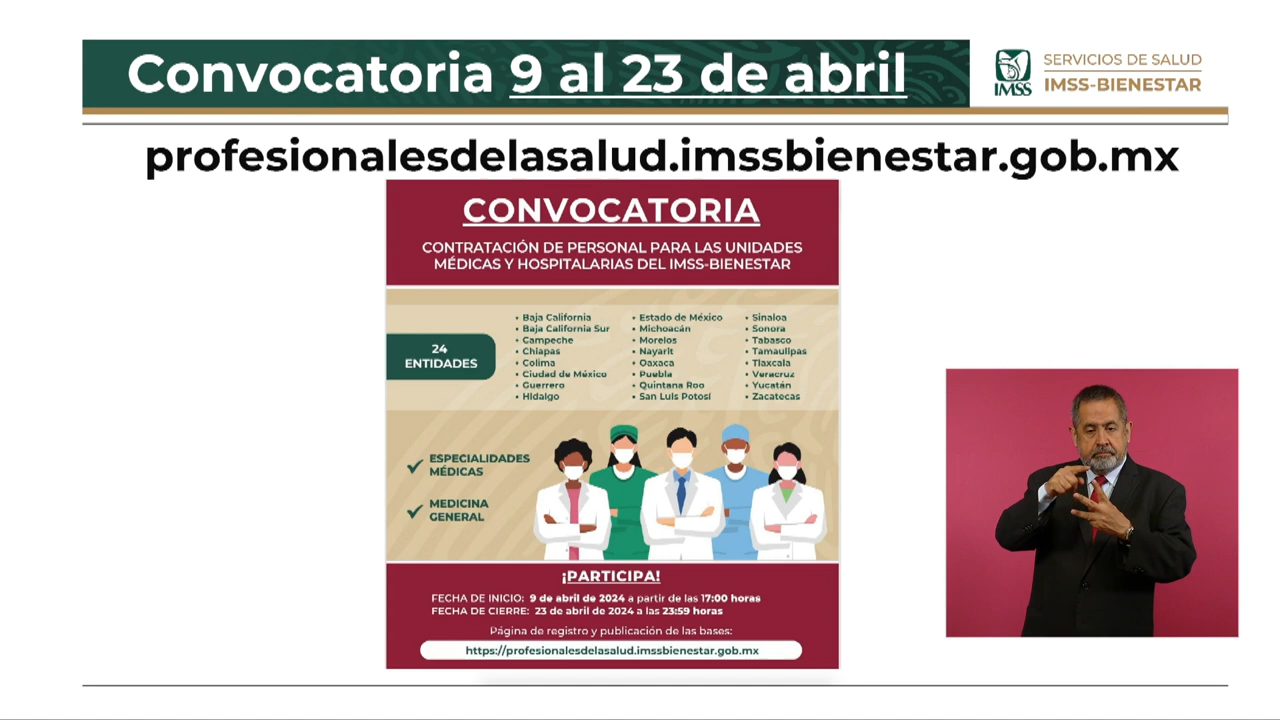 Convocatoria 9 al 23 de abril
IMSS
SERVICIOS DE SALUD
IMSS-BIENESTAR
profesionalesdelasalud.imssbienestar.gob.mx
CONVOCATORIA
CONTRATACIÓN DE PERSONAL PARA LAS UNIDADES
MÉDICAS Y HOSPITALARIAS DEL IMSS-BIENESTAR
24
ENTIDADES
• Baja California
• Baja California Sur
• Campeche
• Chiapas
• Colima
• Ciudad de México
• Guerrero
• Hidalgo
• Estado de México
• Michoacán
• Morelos
• Nayarit
• Oaxaca
• Puebla
• Quintana Roo
• San Luis Potosí
• Sinaloa
• Sonora
• Tabasco
• Tamaulipas
• Tlaxcala
• Veracruz
• Yucatán
• Zacatecas
ESPECIALIDADES
MÉDICAS
MEDICINA
GENERAL
¡PARTICIPA!
FECHA DE INICIO: 9 de abril de 2024 a partir de las 17:00 horas
FECHA DE CIERRE: 23 de abril de 2024 a las 23:59 horas
Página de registro y publicación de las bases:
https://profesionalesdelasalud.imssbienestar.gob.mx